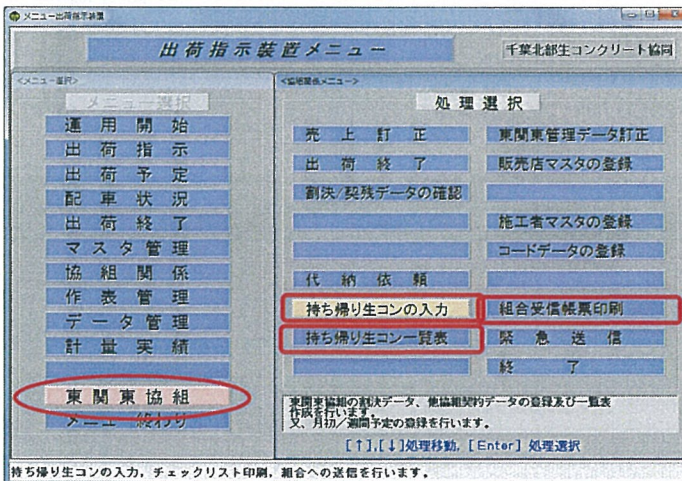 メニュー出荷指示装置
出荷指示装置メニュー
千葉北部生コンクリート協同
<メニュー選択>
メニュー選択
運用開始
出荷指示
出荷予定
配車状況
出荷終了
マスタ管理
協組関係
作表管理
データ管理
計量実績
東関東協組
メニュー終わり
<協組関係メニュー>
処理選択
売上訂正
出荷終了
割決/契残データの確認
代納依頼
持ち帰り生コンの入力
持ち帰り生コン一覧表
東関東管理データ訂正
販売店マスタの登録
施工者マスタの登録
コードデータの登録
組合受信帳票印刷
緊急送信
終了
東関東協組の割決データ、他協組契約データの登録及び一覧表
作成を行います。
又、月初/週間予定の登録を行います。
[↑],[↓]処理移動, [Enter] 処理選択
持ち帰り生コンの入力, チェックリスト印刷, 組合への送信を行います。